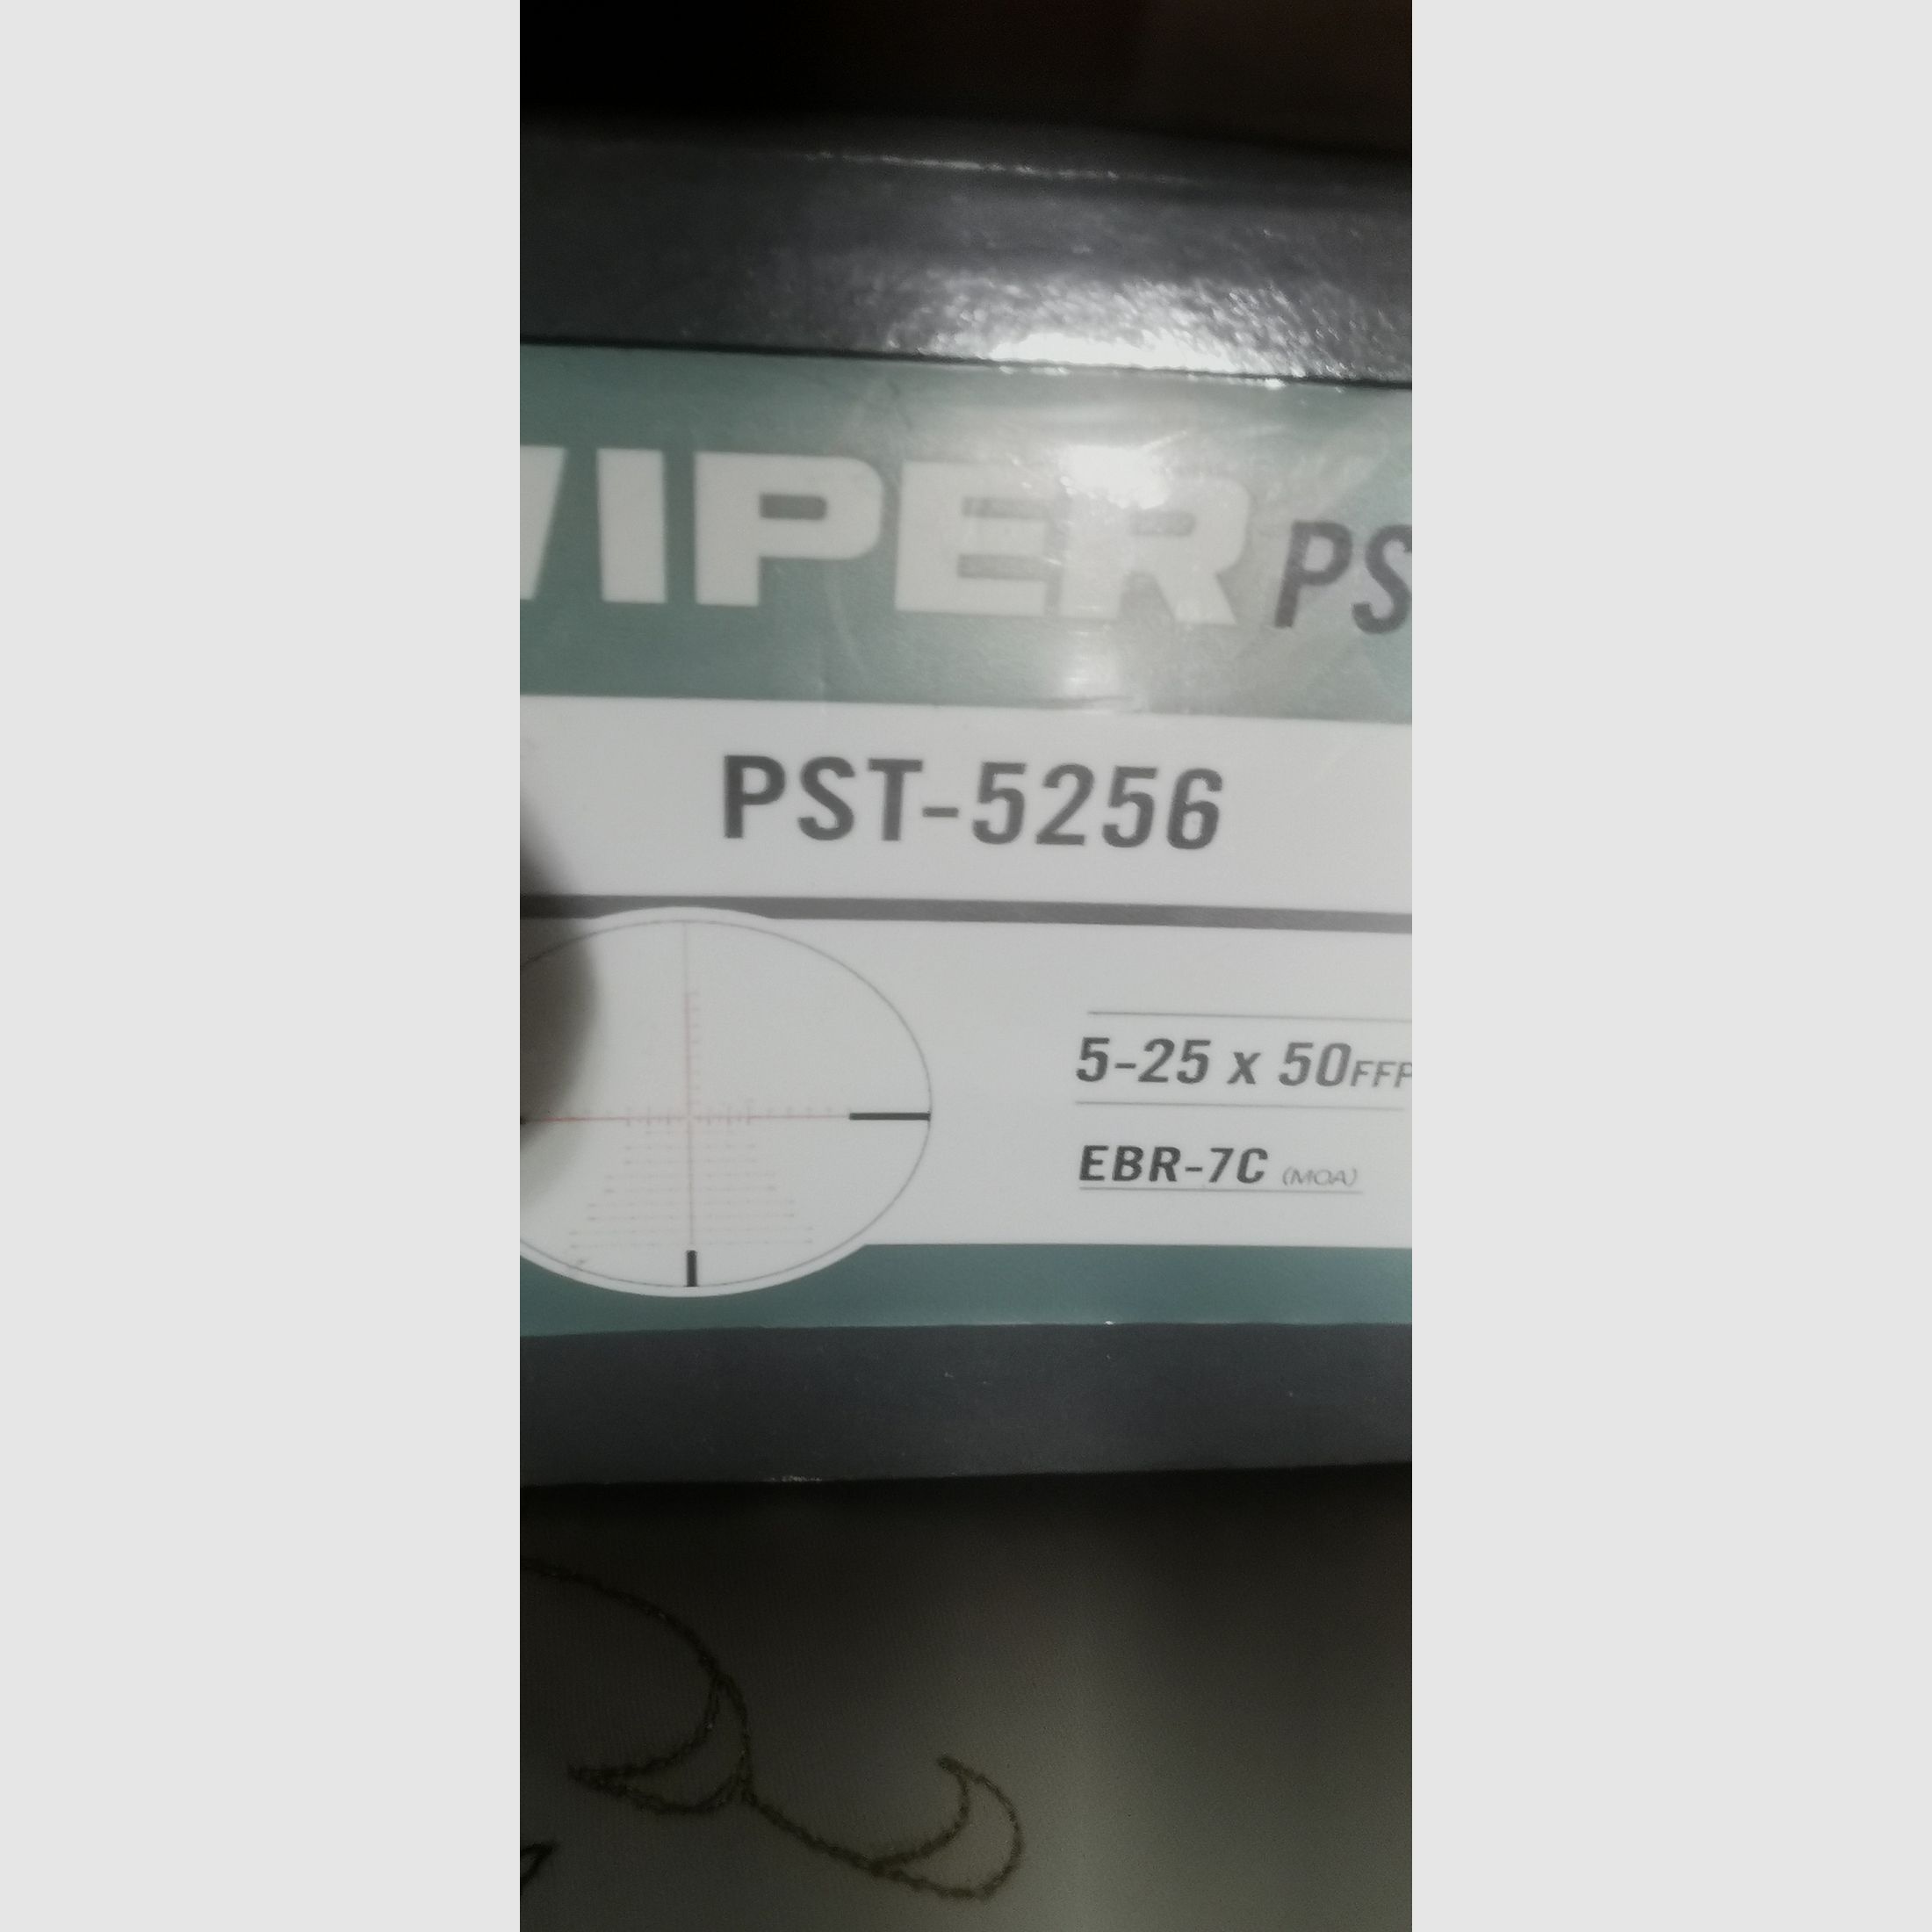 VIPER PS
PST-5256
5-25 x 50FFP
EBR-7C (MOA)